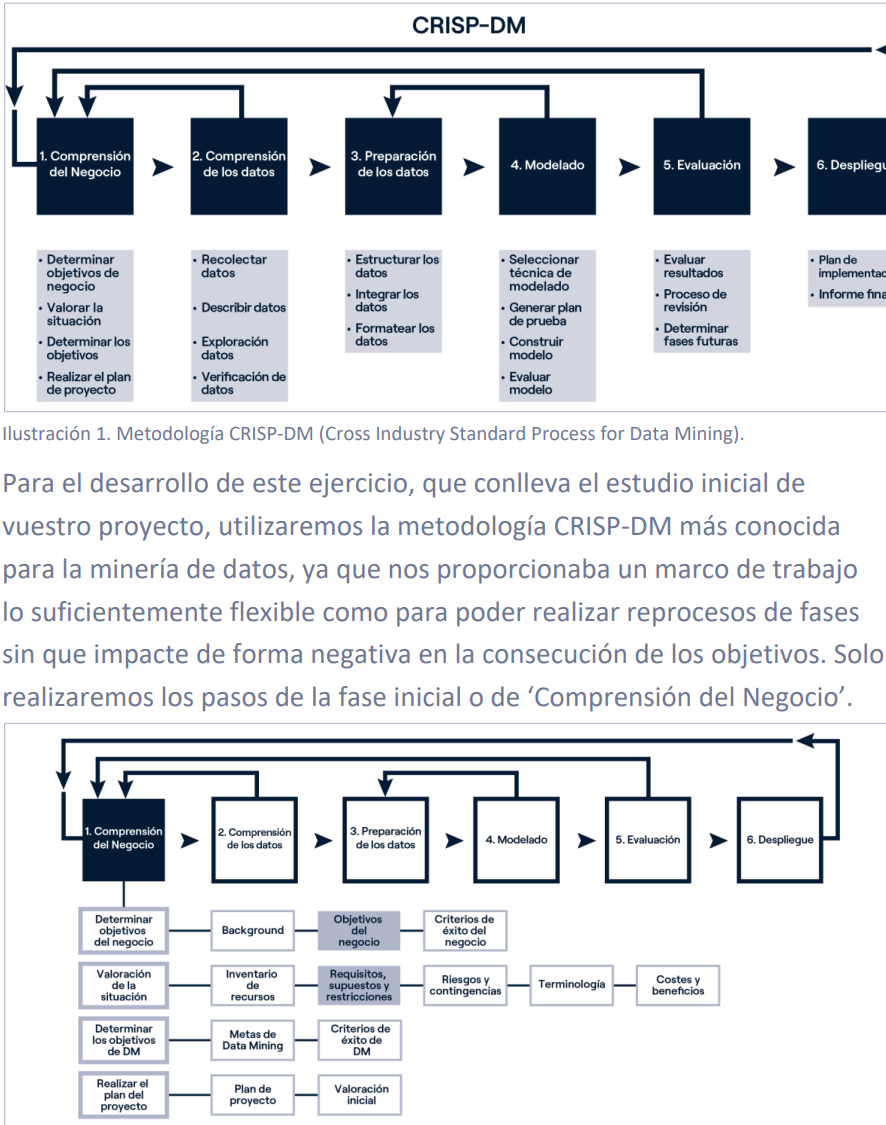 CRISP-DM
1. Comprensión
del Negocio
2. Comprensión
de los datos
3. Preparación
de los datos
4. Modelado
5. Evaluación
6. Despliegu
• Determinar
objetivos de
negocio
• Valorar la
situación
• Determinar los
objetivos
• Realizar el plan
de proyecto
• Recolectar
datos
• Describir datos
• Exploración
datos
• Verificación de
datos
• Estructurar los
datos
• Integrar los
datos
• Formatear los
datos
• Seleccionar
técnica de
modelado
• Generar plan
de prueba
• Construir
modelo
• Evaluar
modelo
• Evaluar
resultados
• Proceso de
revisión
• Determinar
fases futuras
• Plan de
implementac
• Informe fina
Ilustración 1. Metodología CRISP-DM (Cross Industry Standard Process for Data Mining).
Para el desarrollo de este ejercicio, que conlleva el estudio inicial de
vuestro proyecto, utilizaremos la metodología CRISP-DM más conocida
para la minería de datos, ya que nos proporcionaba un marco de trabajo
lo suficientemente flexible como para poder realizar reprocesos de fases
sin que impacte de forma negativa en la consecución de los objetivos. Solo
realizaremos los pasos de la fase inicial o de ‘Comprensión del Negocio’.
1. Comprensión
del Negocio
2. Comprensión
de los datos
3. Preparación
de los datos
4. Modelado
5. Evaluación
6. Despliegue
Determinar
objetivos
del negocio
Background
Objetivos
del
negocio
Criterios de
éxito del
negocio
Valoración
de la
situación
Inventario
de
recursos
Requisitos,
supuestos y
restricciones
Riesgos y
contingencias
Terminología
Costes y
beneficios
Determinar
los objetivos
de DM
Metas de
Data Mining
Criterios de
éxito de
DM
Realizar el
plan del
proyecto
Plan de
proyecto
Valoración
inicial